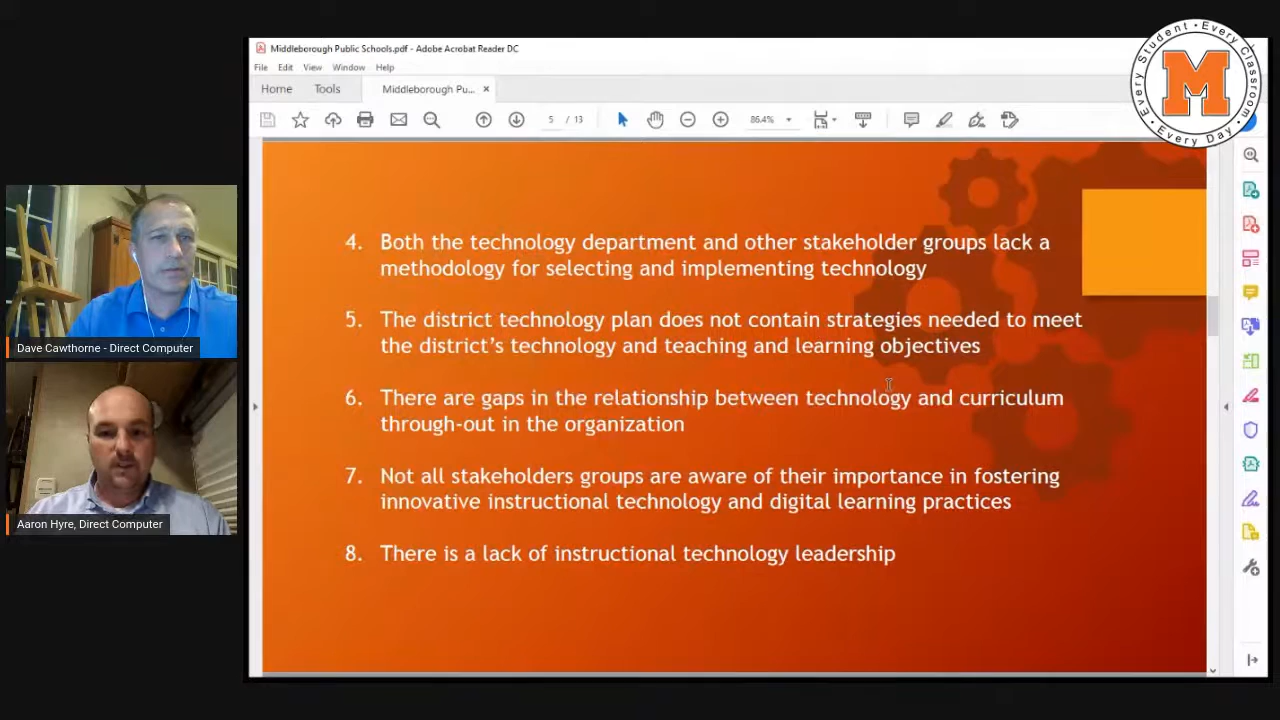 Middleborough Public Schools.pdf - Adobe Acrobat Reader DC
File Edit View Window Help
Home Tools Middleborough Pu... ×
5 / 13 86.4%
Every Student • Every Classroom • Every Day
M
4. Both the technology department and other stakeholder groups lack a
methodology for selecting and implementing technology
5. The district technology plan does not contain strategies needed to meet
the district’s technology and teaching and learning objectives
6. There are gaps in the relationship between technology and curriculum
through-out in the organization
7. Not all stakeholders groups are aware of their importance in fostering
innovative instructional technology and digital learning practices
8. There is a lack of instructional technology leadership
Dave Cawthorne - Direct Computer
Aaron Hyre, Direct Computer